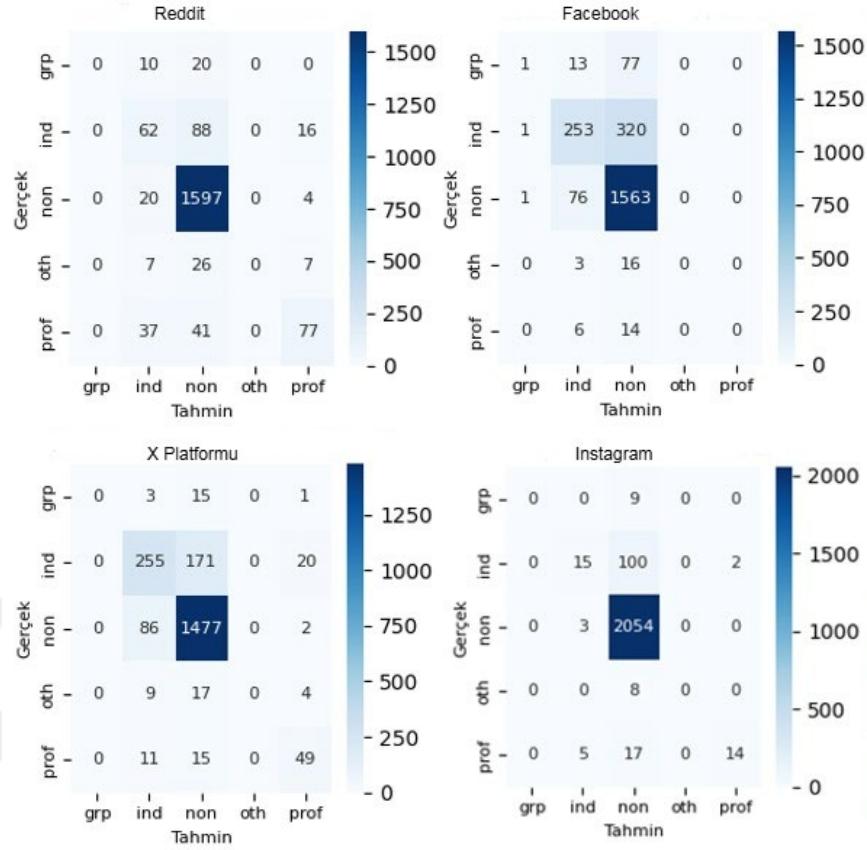 Reddit
grp 0 10 20 0 0
ind 0 62 88 0 16
non 0 20 1597 0 4
oth 0 7 26 0 7
prof 0 37 41 0 77
grp ind non oth prof
Gerçek
Tahmin
1500
1250
1000
750
500
250
0
Facebook
grp 1 13 77 0 0
ind 1 253 320 0 0
non 1 76 1563 0 0
oth 0 3 16 0 0
prof 0 6 14 0 0
grp ind non oth prof
Gerçek
Tahmin
1500
1250
1000
750
500
250
0
X Platformu
grp 0 3 15 0 1
ind 0 255 171 0 20
non 0 86 1477 0 2
oth 0 9 17 0 4
prof 0 11 15 0 49
grp ind non oth prof
Gerçek
Tahmin
1250
1000
750
500
250
0
Instagram
grp 0 0 9 0 0
ind 0 15 100 0 2
non 0 3 2054 0 0
oth 0 0 8 0 0
prof 0 5 17 0 14
grp ind non oth prof
Gerçek
Tahmin
2000
1500
1000
500
0